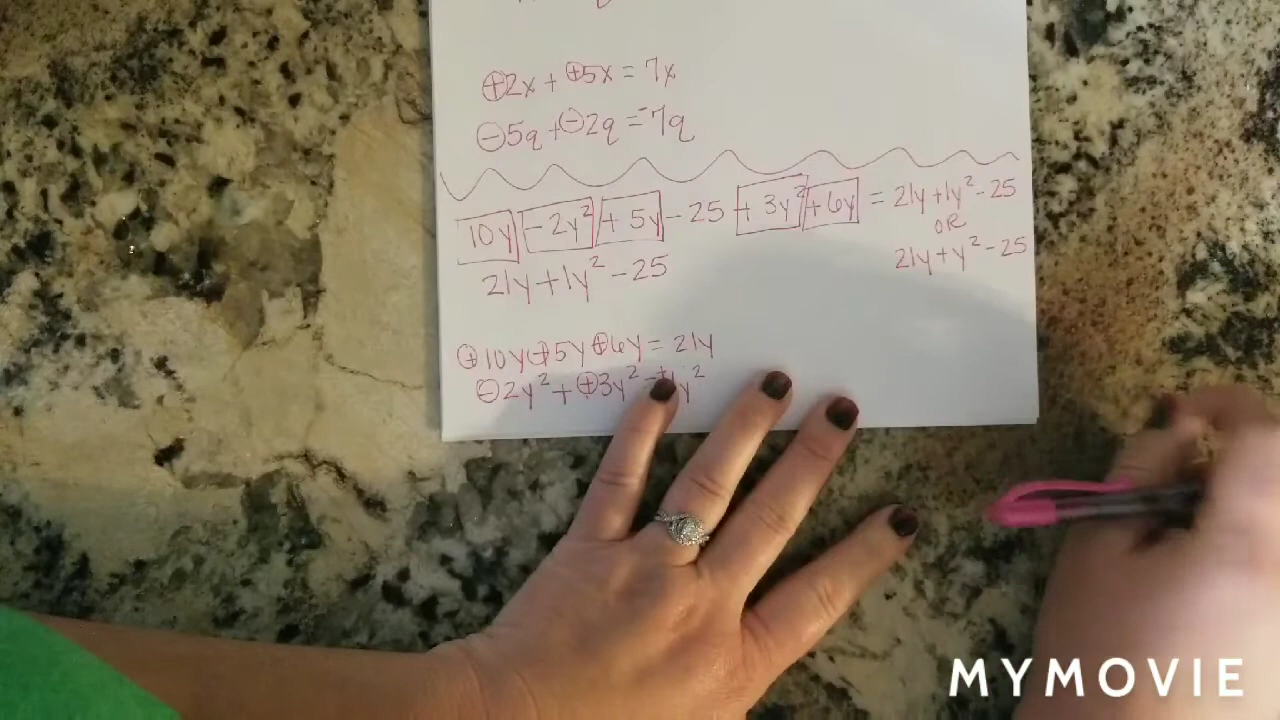 ⊕2x + ⊕5x = 7x
⊖5q + ⊖2q = -7q
10y - 2y² + 5y - 25 + 3y² + 6y = 21y + 1y² - 25
OR
21y + y² - 25
21y + 1y² - 25
⊕10y ⊕ 5y ⊕ 6y = 21y
⊖2y² + ⊕3y² = +1y²
MYMOVIE